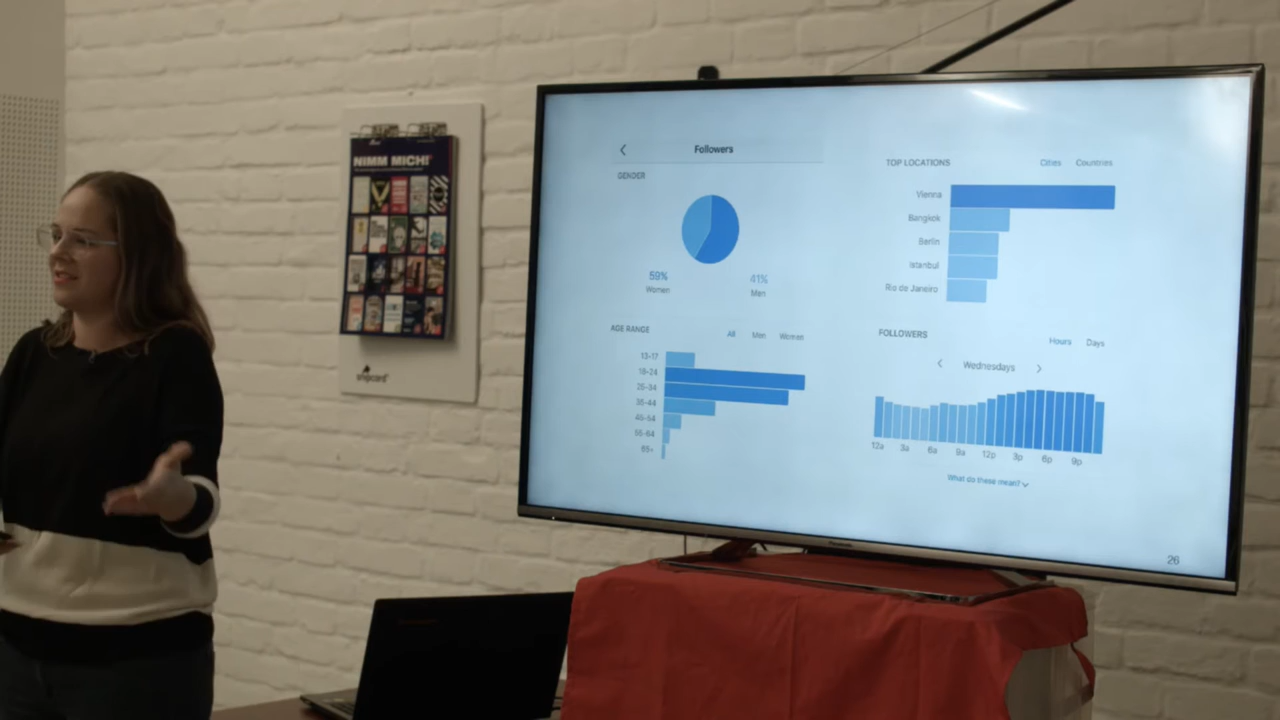 NIMM MICH!
snipcard
Followers
GENDER
59%
Women
41%
Men
AGE RANGE
All Men Women
13-17
18-24
25-34
35-44
45-54
55-64
65+
TOP LOCATIONS
Cities Countries
Vienna
Bangkok
Berlin
Istanbul
Rio de Janeiro
FOLLOWERS
Hours Days
Wednesdays
12a 3a 6a 9a 12p 3p 6p 9p
What do these mean?
26